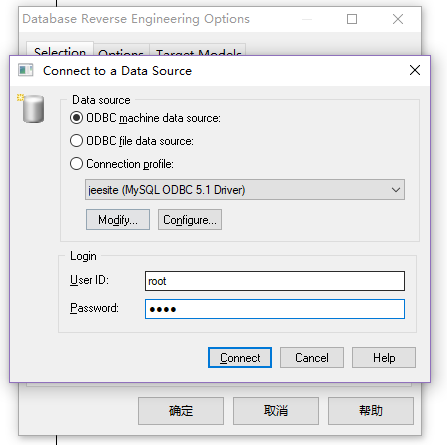 Database Reverse Engineering Options
Selection Options Target Models
Connect to a Data Source
Data source
ODBC machine data source:
ODBC file data source:
Connection profile:
jeesite (MySQL ODBC 5.1 Driver)
Modify... Configure...
Login
User ID: root
Password: ●●●●
Connect Cancel Help
确定 取消 帮助